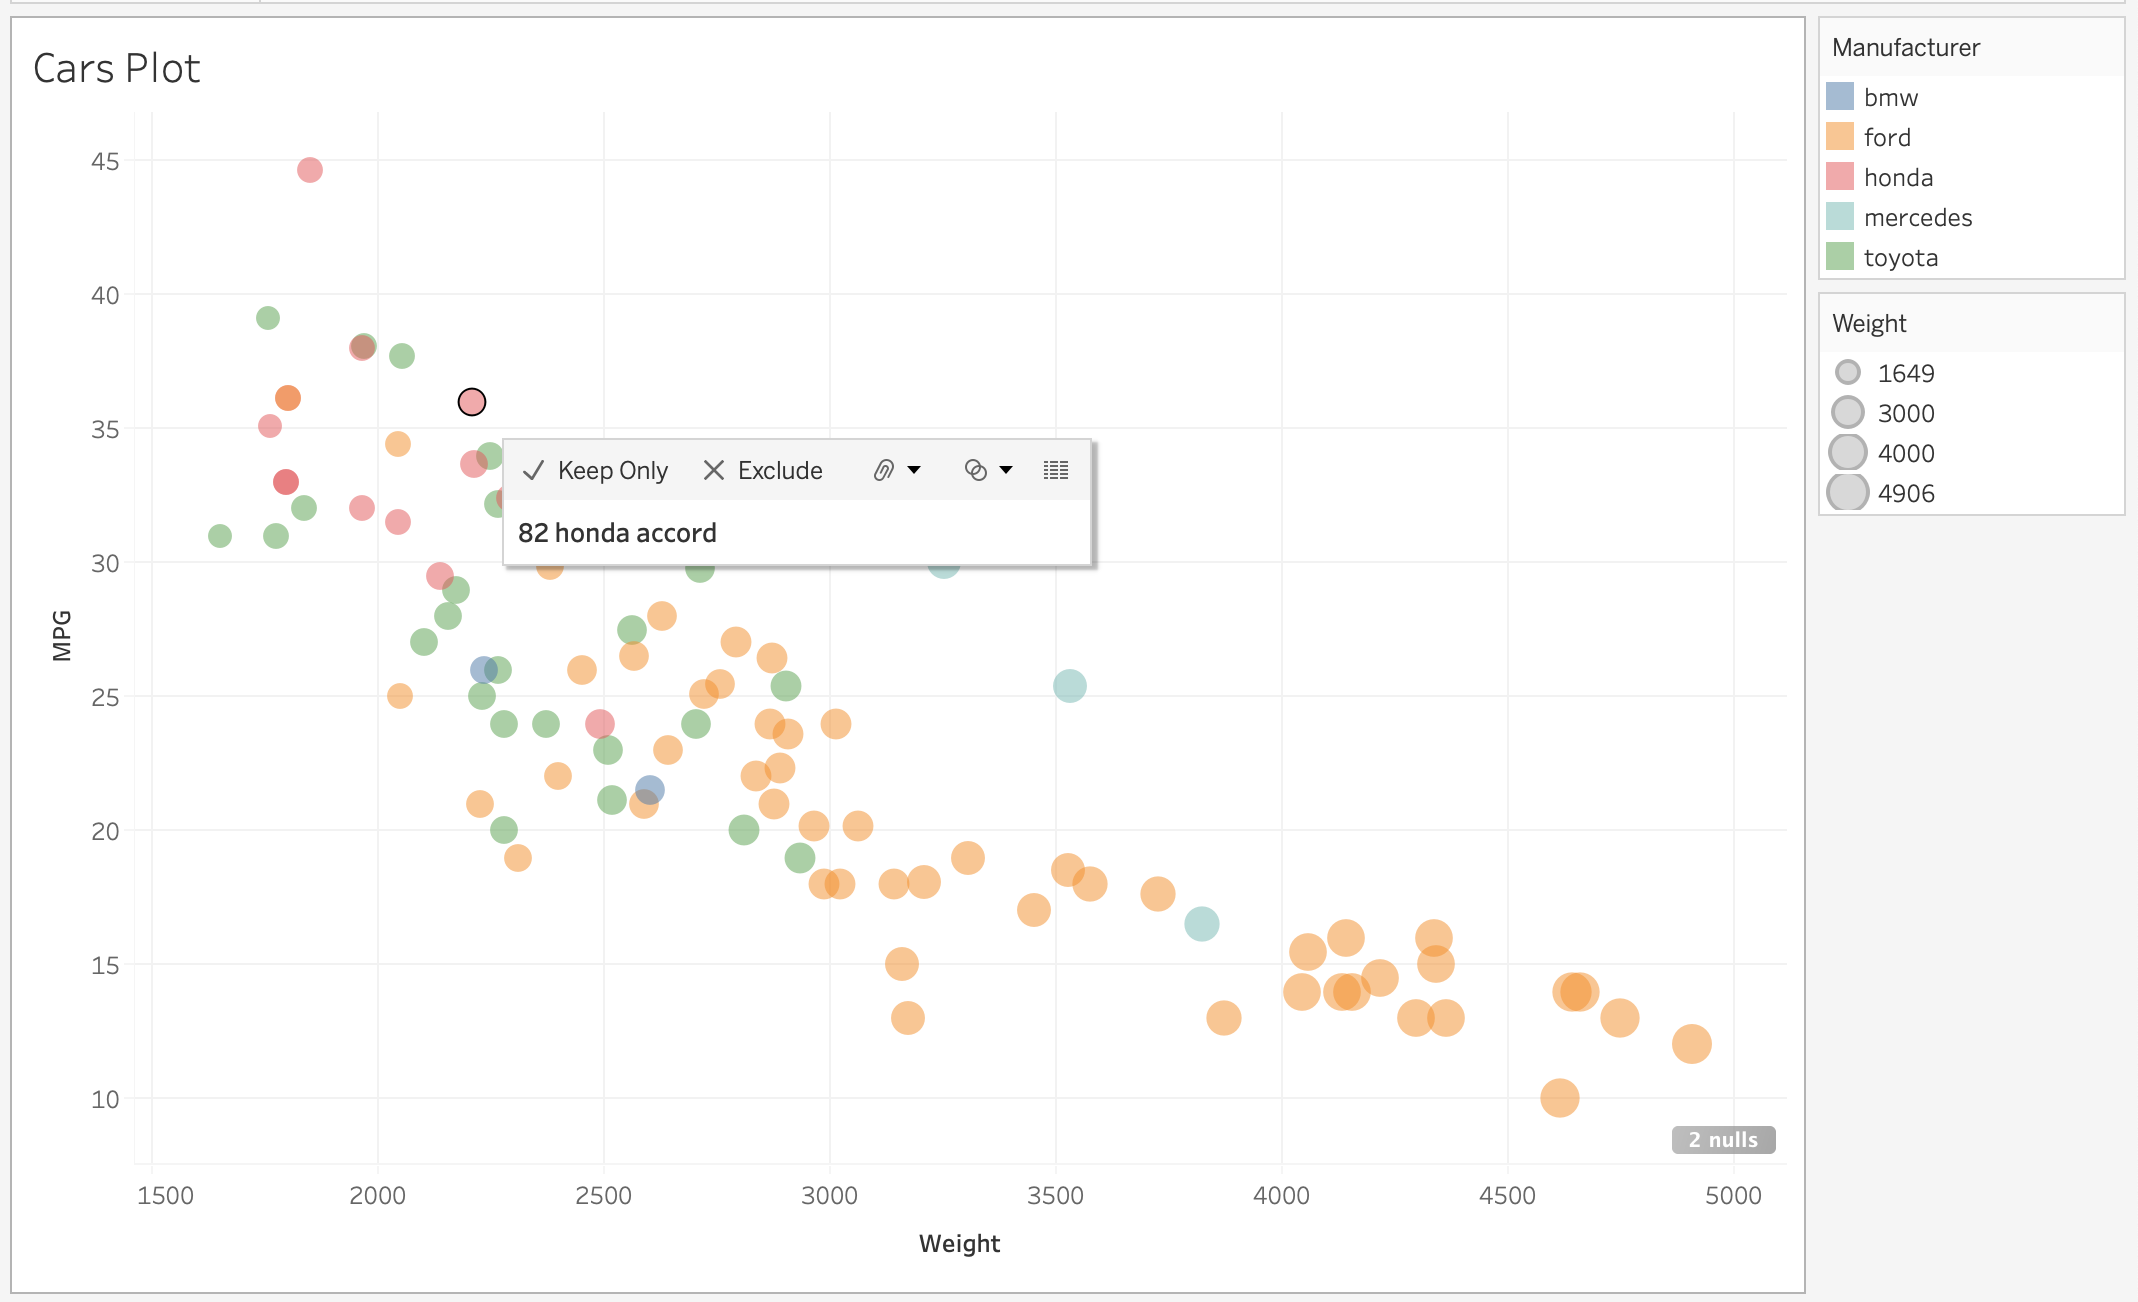 Cars Plot
45
40
35
30
25
20
15
10
MPG
Keep Only
Exclude
82 honda accord
2 nulls
1500
2000
2500
3000
3500
4000
4500
5000
Weight
Manufacturer
bmw
ford
honda
mercedes
toyota
Weight
1649
3000
4000
4906